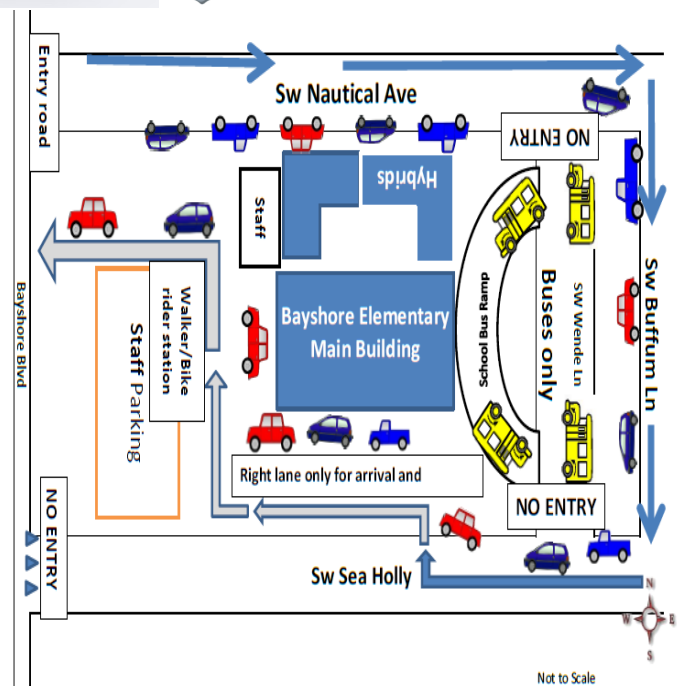 Entry road
Sw Nautical Ave
NO ENTRY
Hybrids
Staff
Bayshore Blvd
Walker/Bike
rider station
Staff Parking
Bayshore Elementary
Main Building
School Bus Ramp
Buses only
SW Wende Ln
Sw Buffum Ln
Right lane only for arrival and
NO ENTRY
NO ENTRY
Sw Sea Holly
N
W
E
S
Not to Scale